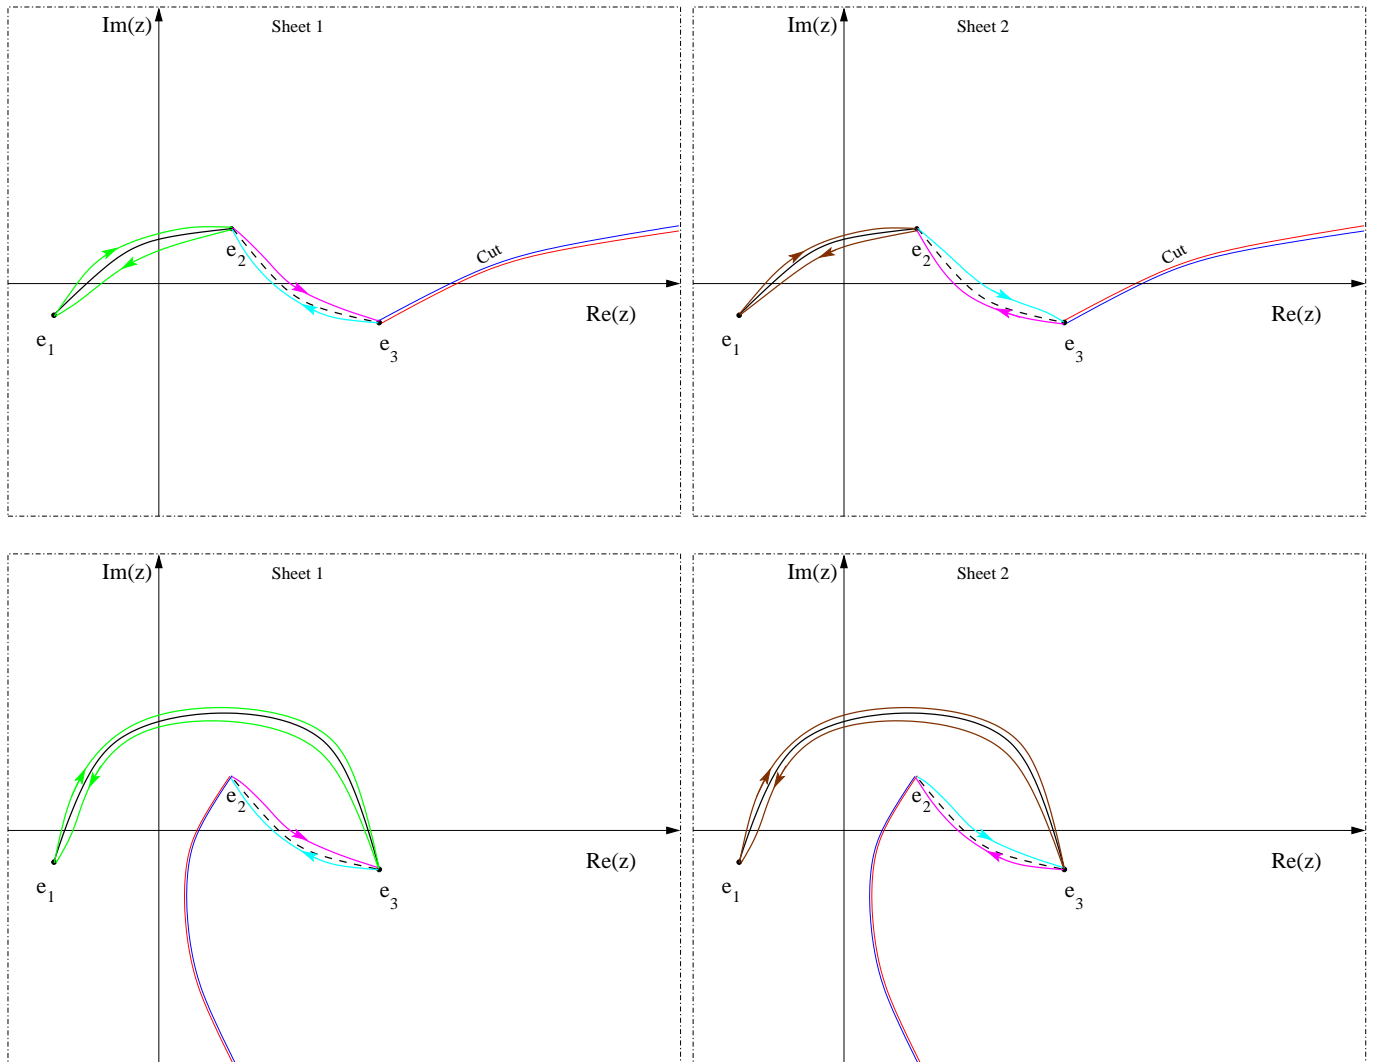 Im(z) Sheet 1
Cut
e2
Re(z)
e1
e3
Im(z) Sheet 2
Cut
e2
Re(z)
e1
e3
Im(z) Sheet 1
e2
Re(z)
e1
e3
Im(z) Sheet 2
e2
Re(z)
e1
e3